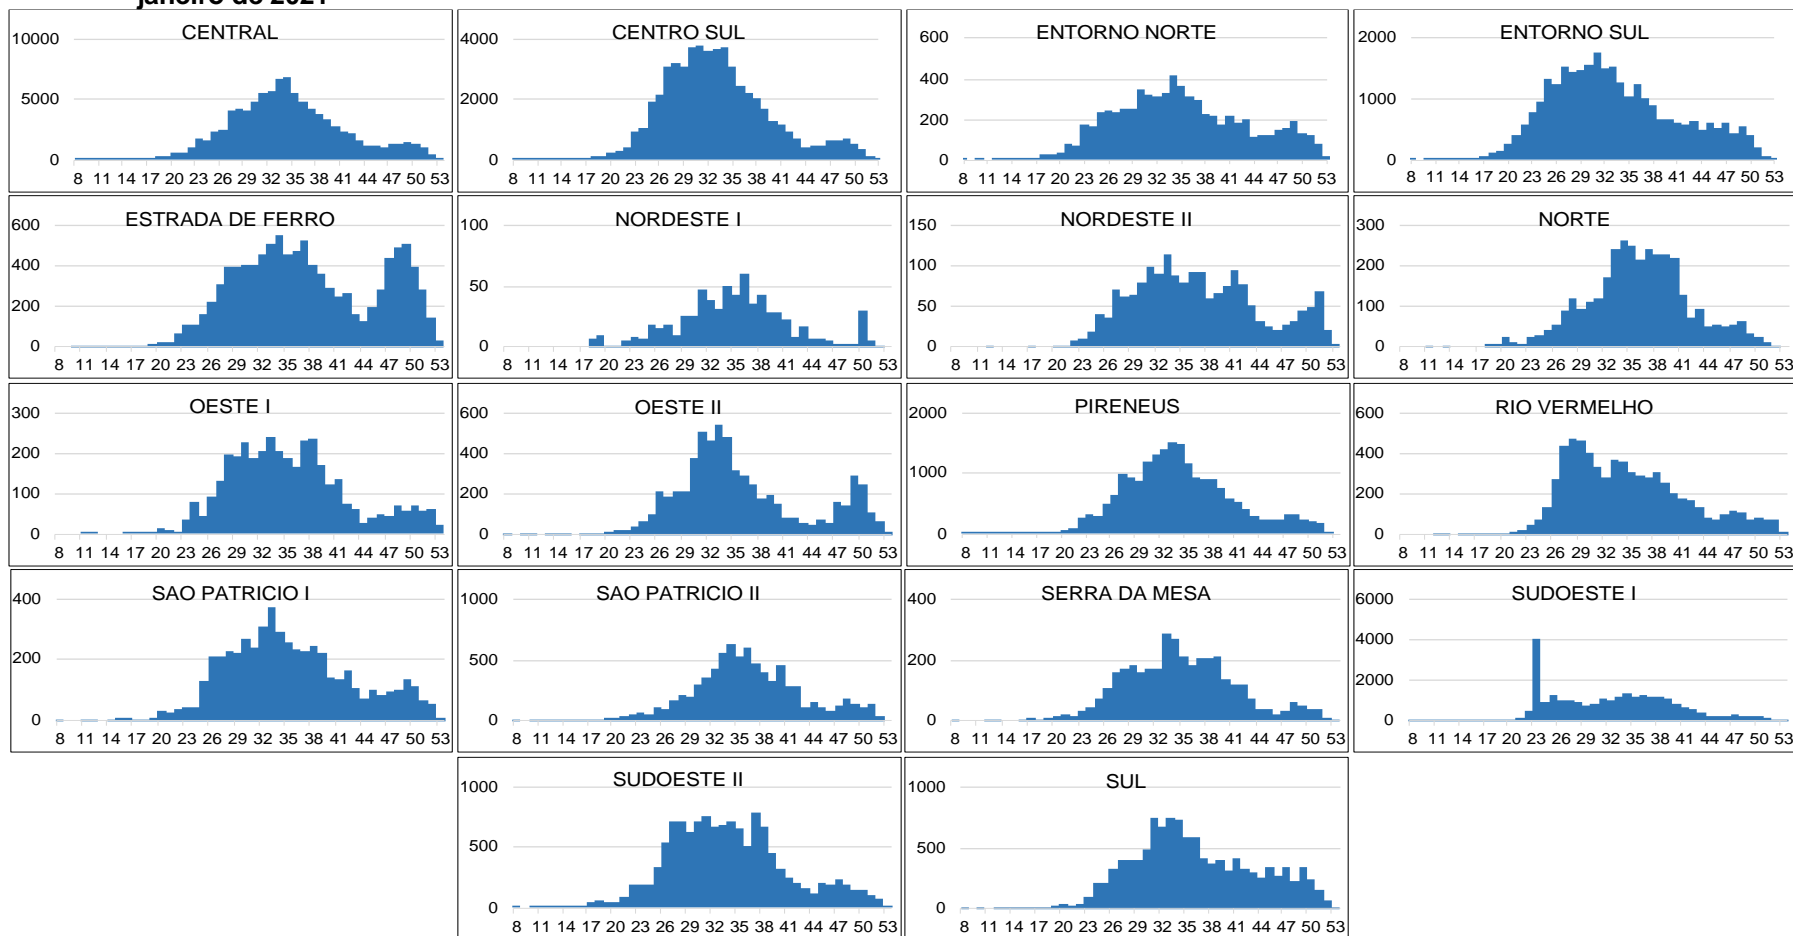 janeiro de 2021
CENTRAL
10000
5000
0
8 11 14 17 20 23 26 29 32 35 38 41 44 47 50 53
CENTRO SUL
4000
2000
0
8 11 14 17 20 23 26 29 32 35 38 41 44 47 50 53
ENTORNO NORTE
600
400
200
0
8 11 14 17 20 23 26 29 32 35 38 41 44 47 50 53
ENTORNO SUL
2000
1000
0
8 11 14 17 20 23 26 29 32 35 38 41 44 47 50 53
ESTRADA DE FERRO
600
400
200
0
8 11 14 17 20 23 26 29 32 35 38 41 44 47 50 53
NORDESTE I
100
50
0
8 11 14 17 20 23 26 29 32 35 38 41 44 47 50 53
NORDESTE II
150
100
50
0
8 11 14 17 20 23 26 29 32 35 38 41 44 47 50 53
NORTE
300
200
100
0
8 11 14 17 20 23 26 29 32 35 38 41 44 47 50 53
OESTE I
300
200
100
0
8 11 14 17 20 23 26 29 32 35 38 41 44 47 50 53
OESTE II
600
400
200
0
8 11 14 17 20 23 26 29 32 35 38 41 44 47 50 53
PIRENEUS
2000
1000
0
8 11 14 17 20 23 26 29 32 35 38 41 44 47 50 53
RIO VERMELHO
600
400
200
0
8 11 14 17 20 23 26 29 32 35 38 41 44 47 50 53
SAO PATRICIO I
400
200
0
8 11 14 17 20 23 26 29 32 35 38 41 44 47 50 53
SAO PATRICIO II
1000
500
0
8 11 14 17 20 23 26 29 32 35 38 41 44 47 50 53
SERRA DA MESA
400
200
0
8 11 14 17 20 23 26 29 32 35 38 41 44 47 50 53
SUDOESTE I
6000
4000
2000
0
8 11 14 17 20 23 26 29 32 35 38 41 44 47 50 53
SUDOESTE II
1000
500
0
8 11 14 17 20 23 26 29 32 35 38 41 44 47 50 53
SUL
1000
500
0
8 11 14 17 20 23 26 29 32 35 38 41 44 47 50 53